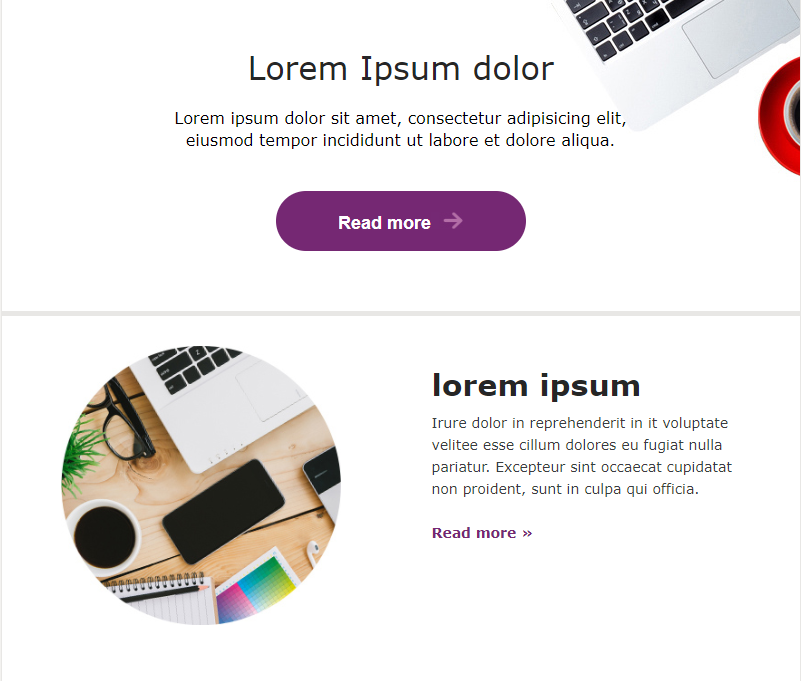 Lorem Ipsum dolor
Lorem ipsum dolor sit amet, consectetur adipisicing elit,
eiusmod tempor incididunt ut labore et dolore aliqua.
Read more
lorem ipsum
Irure dolor in reprehenderit in it voluptate
velitee esse cillum dolores eu fugiat nulla
pariatur. Excepteur sint occaecat cupidatat
non proident, sunt in culpa qui officia.
Read more »